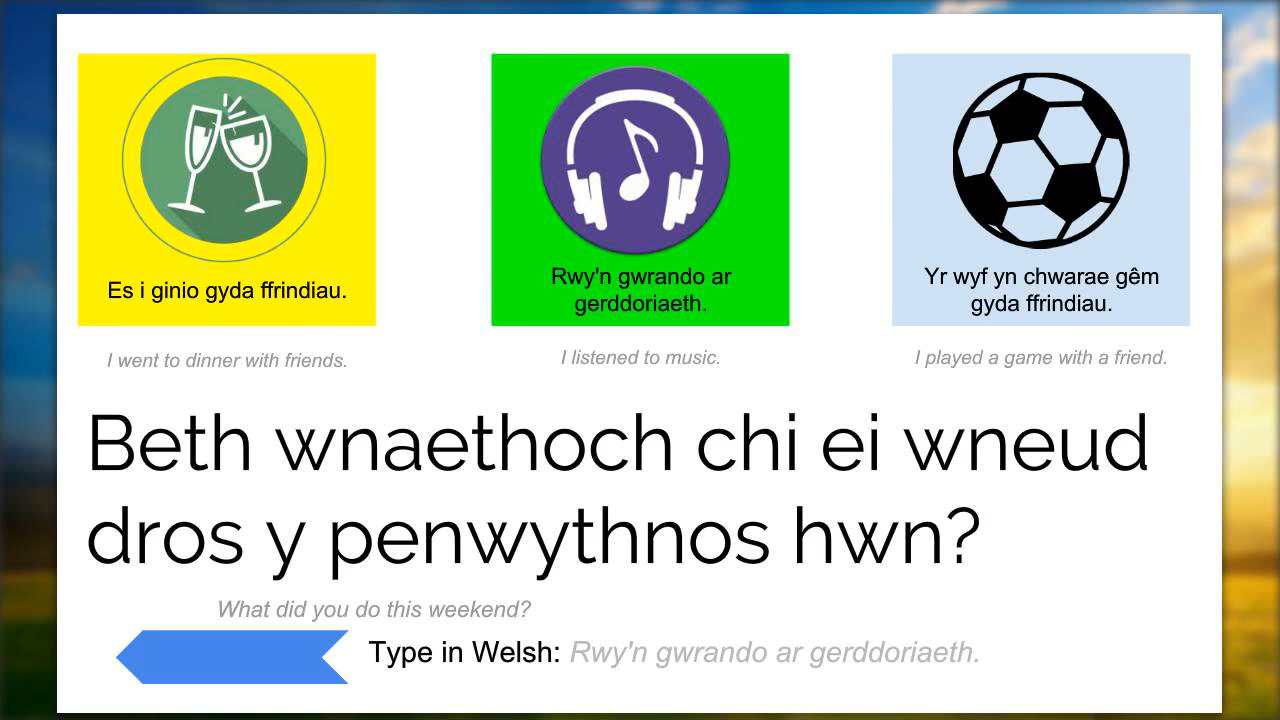 Es i ginio gyda ffrindiau.
Rwy'n gwrando ar
gerddoriaeth.
Yr wyf yn chwarae gêm
gyda ffrindiau.
I went to dinner with friends.
I listened to music.
I played a game with a friend.
Beth wnaethoch chi ei wneud
dros y penwythnos hwn?
What did you do this weekend?
Type in Welsh: Rwy'n gwrando ar gerddoriaeth.